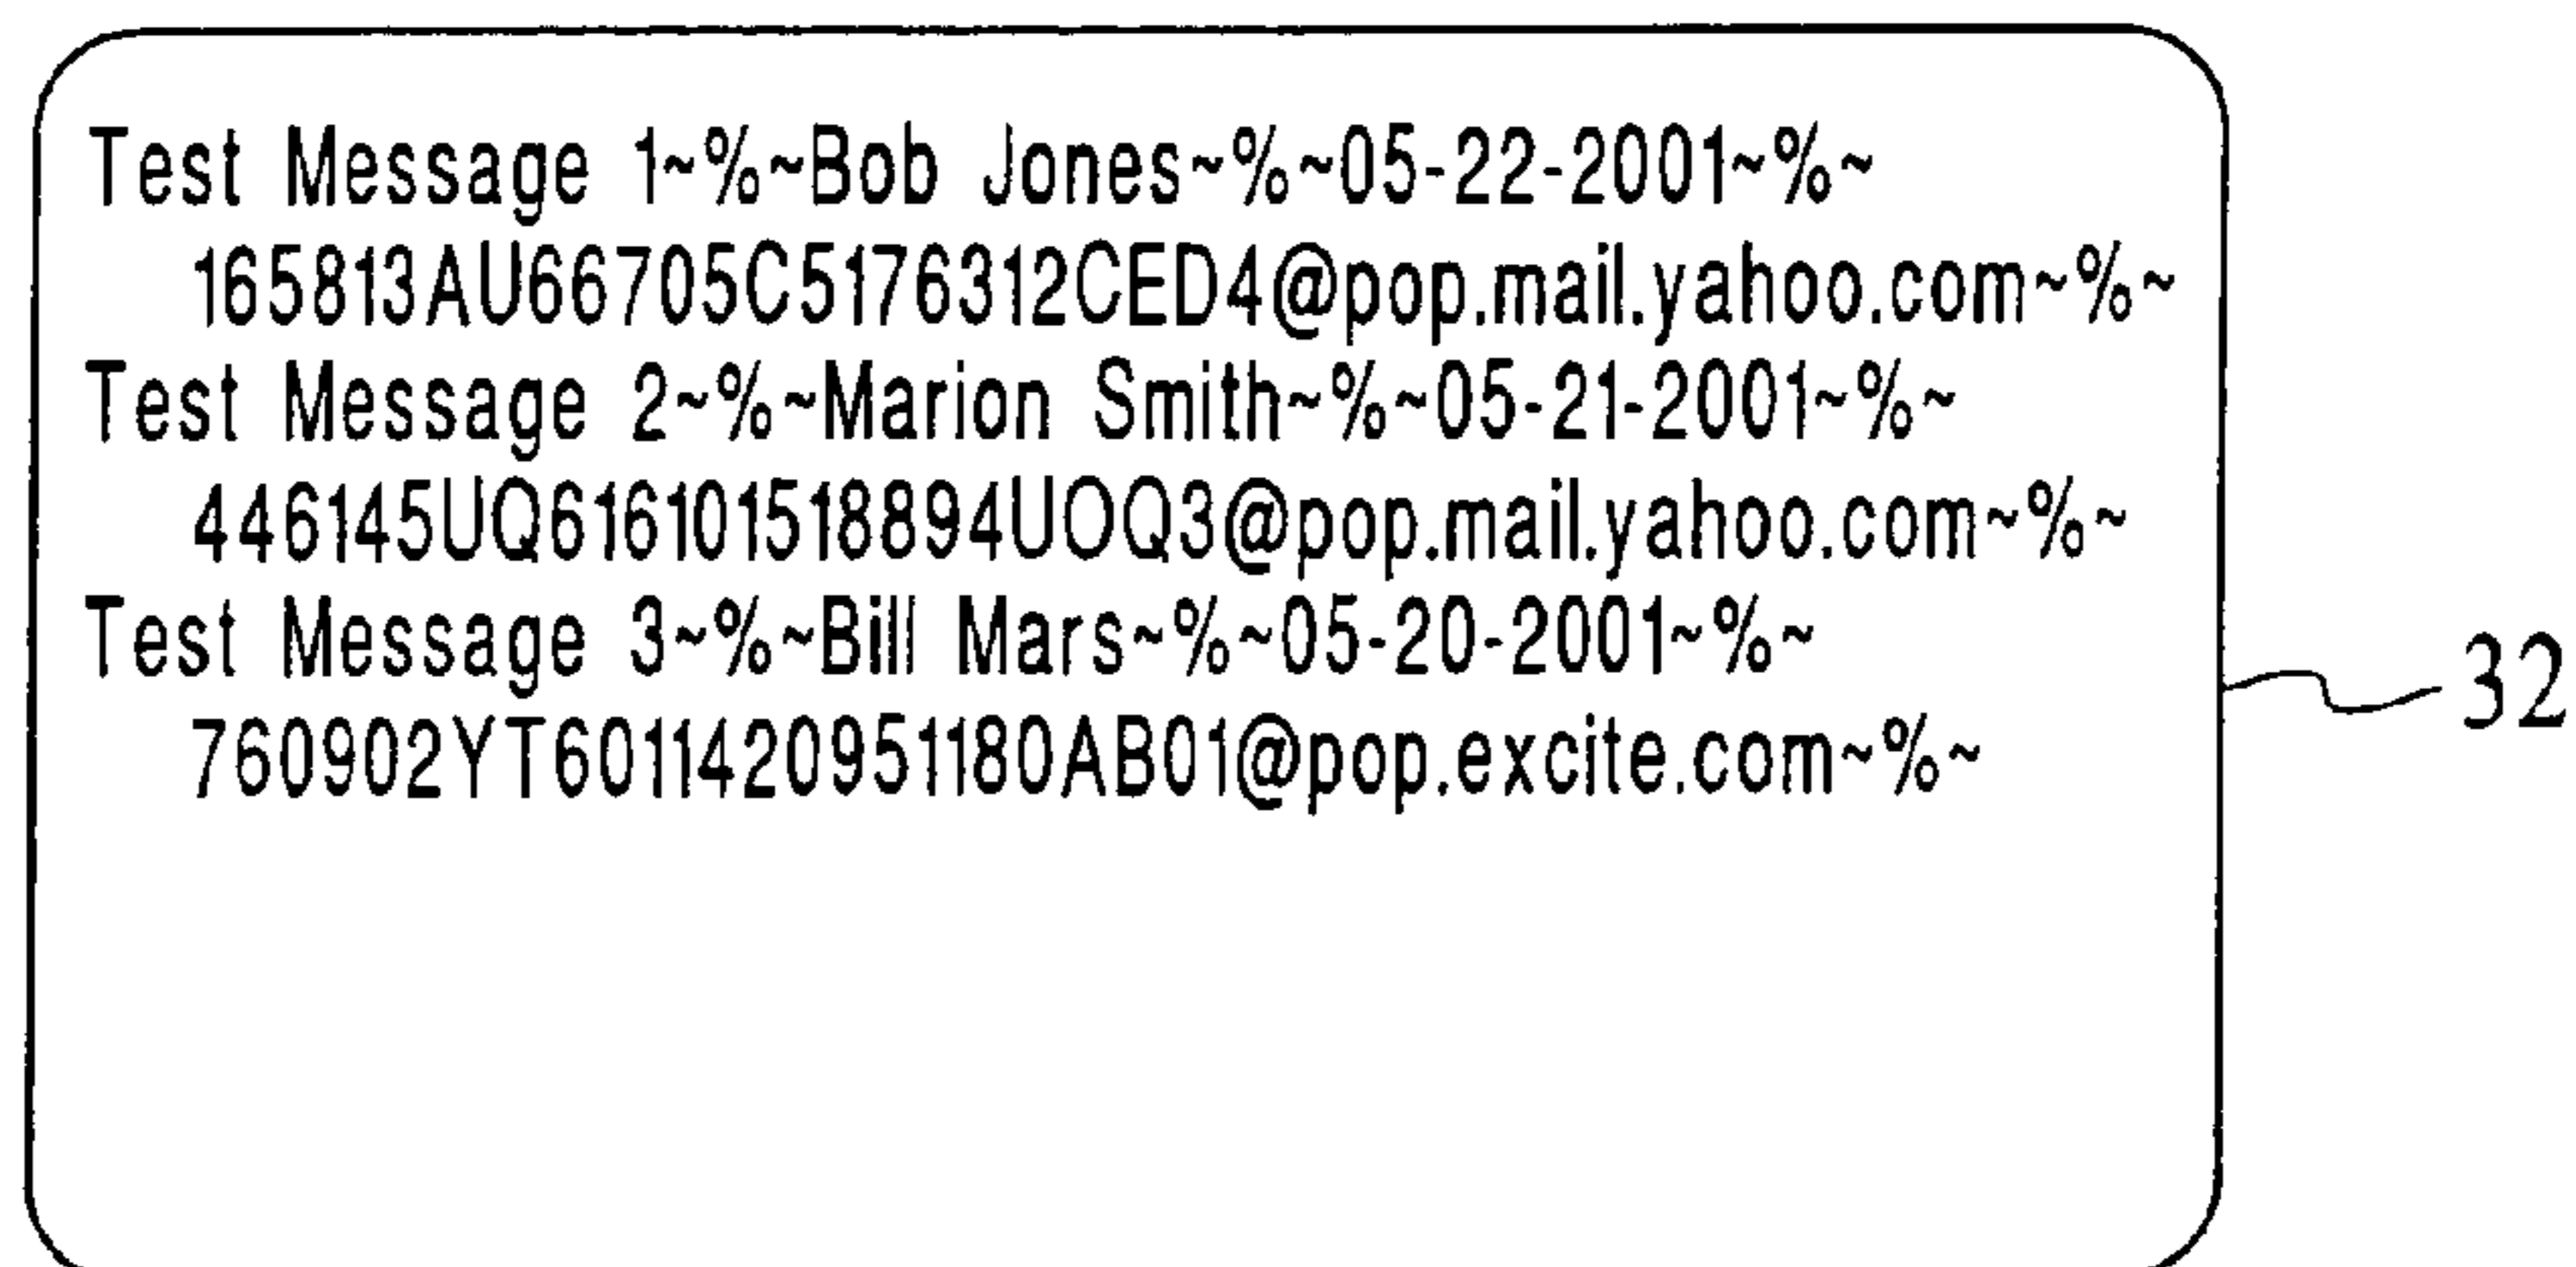 Test Message 1~%~Bob Jones~%~05-22-2001~%~
165813AU66705C5176312CED4@pop.mail.yahoo.com~%~
Test Message 2~%~Marion Smith~%~05-21-2001~%~
446145UQ616101518894UOQ3@pop.mail.yahoo.com~%~
Test Message 3~%~Bill Mars~%~05-20-2001~%~
32
760902YT6011420951180AB01@pop.excite.com~%~